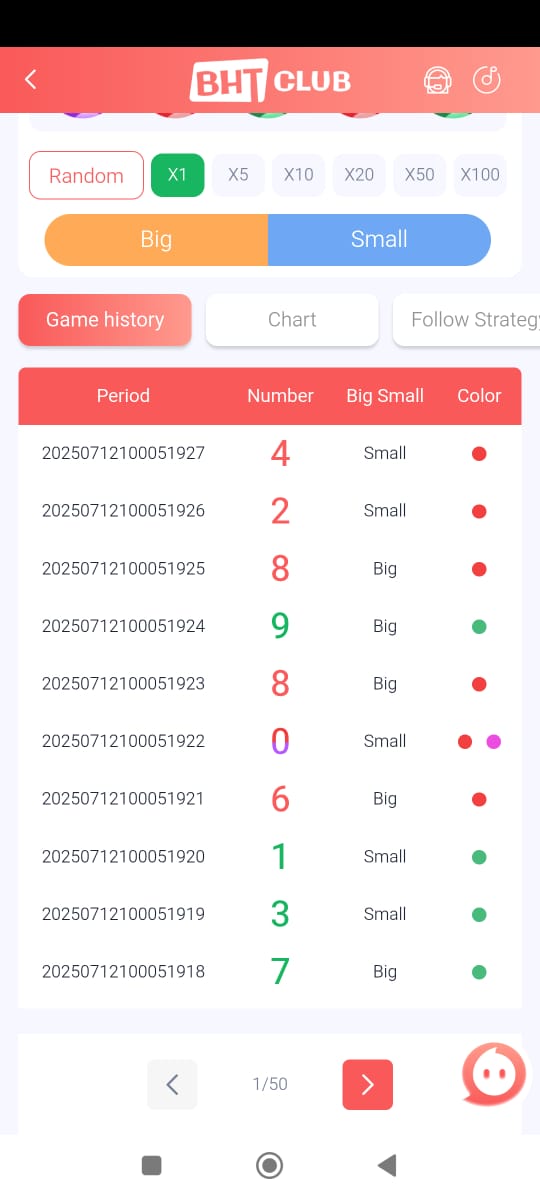 BHT CLUB
Random X1 X5 X10 X20 X50 X100
Big Small
Game history Chart Follow Strategy
Period Number Big Small Color
20250712100051927 4 Small
20250712100051926 2 Small
20250712100051925 8 Big
20250712100051924 9 Big
20250712100051923 8 Big
20250712100051922 0 Small
20250712100051921 6 Big
20250712100051920 1 Small
20250712100051919 3 Small
20250712100051918 7 Big
1/50